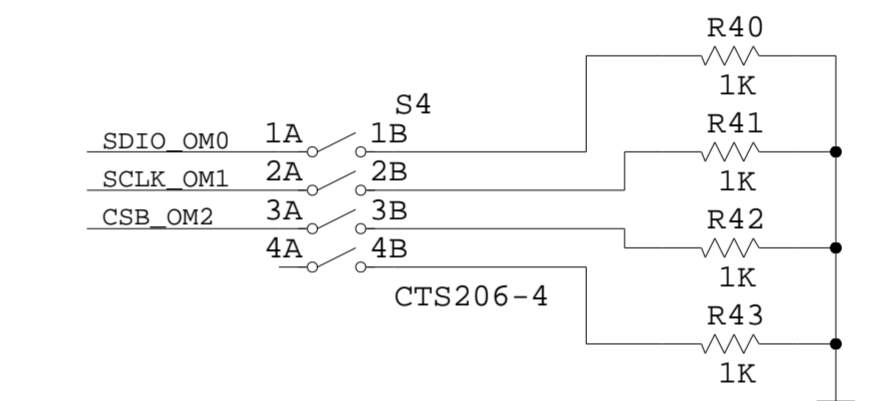 R40
1K
S4
SDIO_OM0 1A 1B
R41
1K
SCLK_OM1 2A 2B
CSB_OM2 3A 3B
R42
1K
4A 4B
CTS206-4
R43
1K